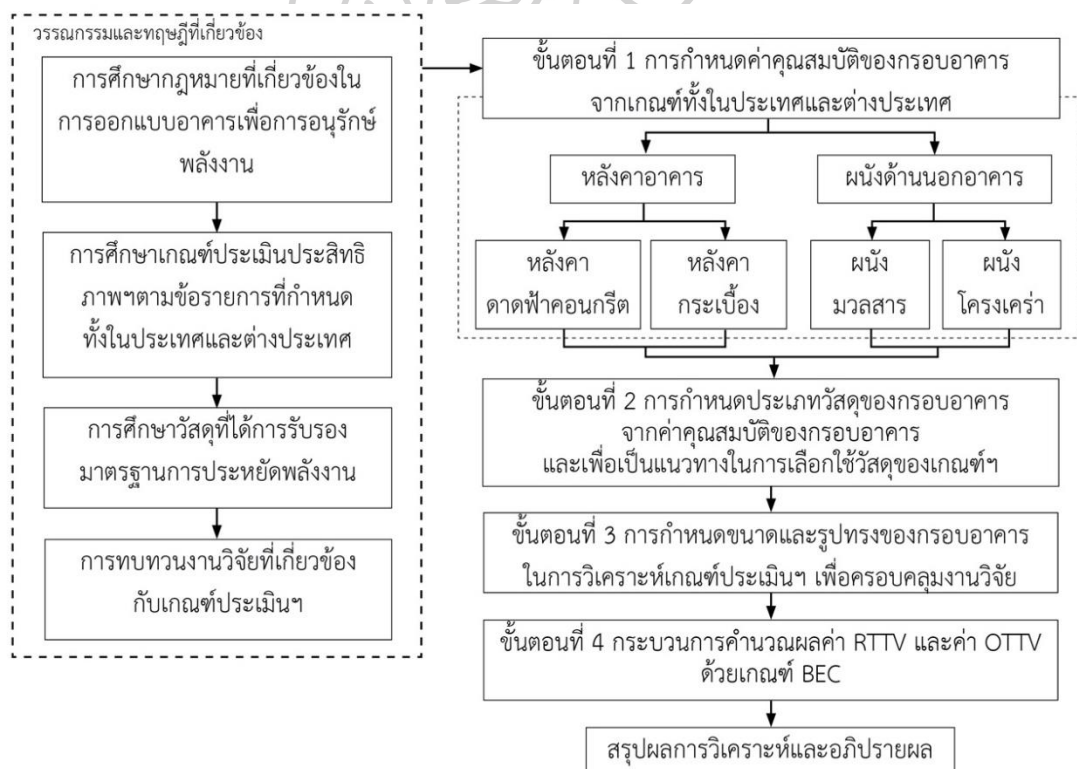 วรรณกรรมและทฤษฎีที่เกี่ยวข้อง
การศึกษากฎหมายที่เกี่ยวข้องใน
การออกแบบอาคารเพื่อการอนุรักษ์
พลังงาน
การศึกษาเกณฑ์ประเมินประสิทธิ
ภาพฯตามข้อรายการที่กำหนด
ทั้งในประเทศและต่างประเทศ
การศึกษาวัสดุที่ได้การรับรอง
มาตรฐานการประหยัดพลังงาน
การทบทวนงานวิจัยที่เกี่ยวข้อง
กับเกณฑ์ประเมินฯ
ขั้นตอนที่ 1 การกำหนดค่าคุณสมบัติของกรอบอาคาร
จากเกณฑ์ทั้งในประเทศและต่างประเทศ
หลังคาอาคาร
ผนังด้านนอกอาคาร
หลังคา
ดาดฟ้าคอนกรีต
หลังคา
กระเบื้อง
ผนัง
มวลสาร
ผนัง
โครงเคร่า
ขั้นตอนที่ 2 การกำหนดประเภทวัสดุของกรอบอาคาร
จากค่าคุณสมบัติของกรอบอาคาร
และเพื่อเป็นแนวทางในการเลือกใช้วัสดุของเกณฑ์ฯ
ขั้นตอนที่ 3 การกำหนดขนาดและรูปทรงของกรอบอาคาร
ในการวิเคราะห์เกณฑ์ประเมินฯ เพื่อครอบคลุมงานวิจัย
ขั้นตอนที่ 4 กระบวนการคำนวณผลค่า RTTV และค่า OTTV
ด้วยเกณฑ์ BEC
สรุปผลการวิเคราะห์และอภิปรายผล